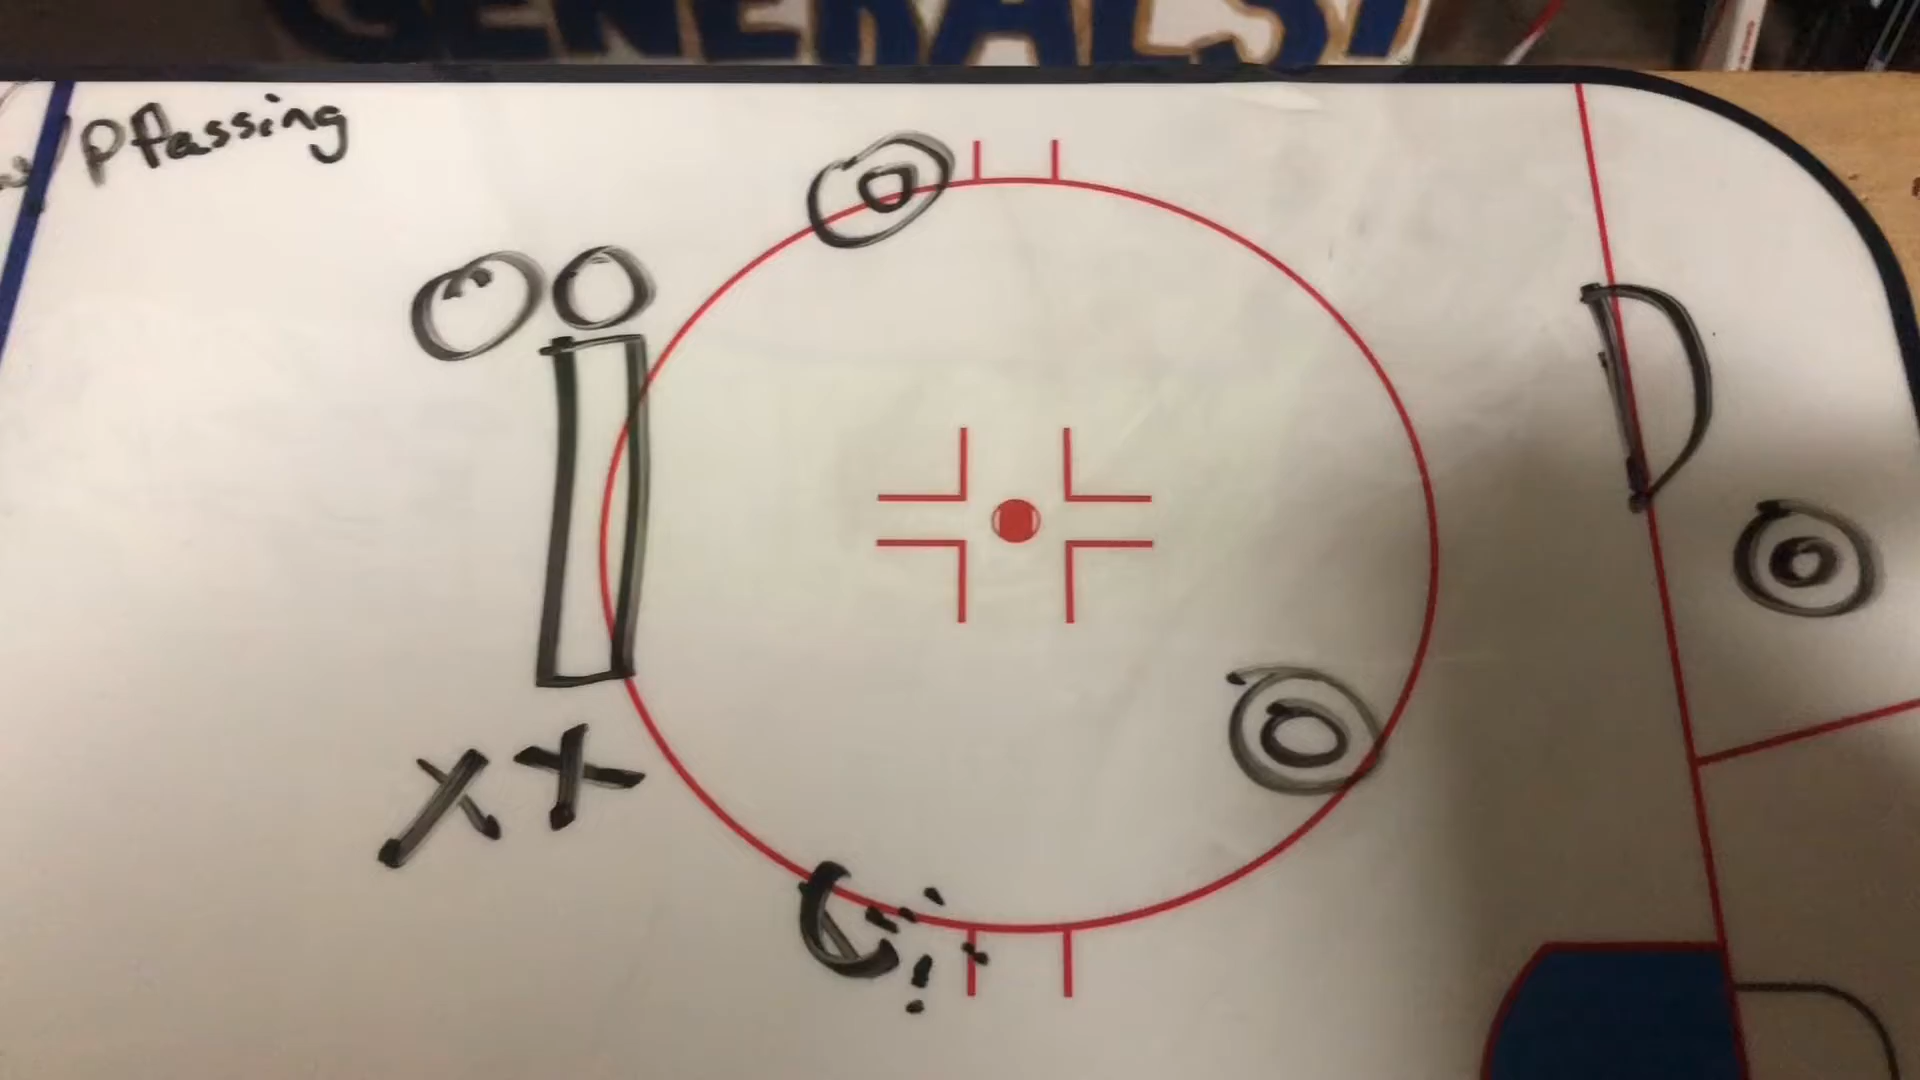 GENERALS!
Pfassing
O O
X X